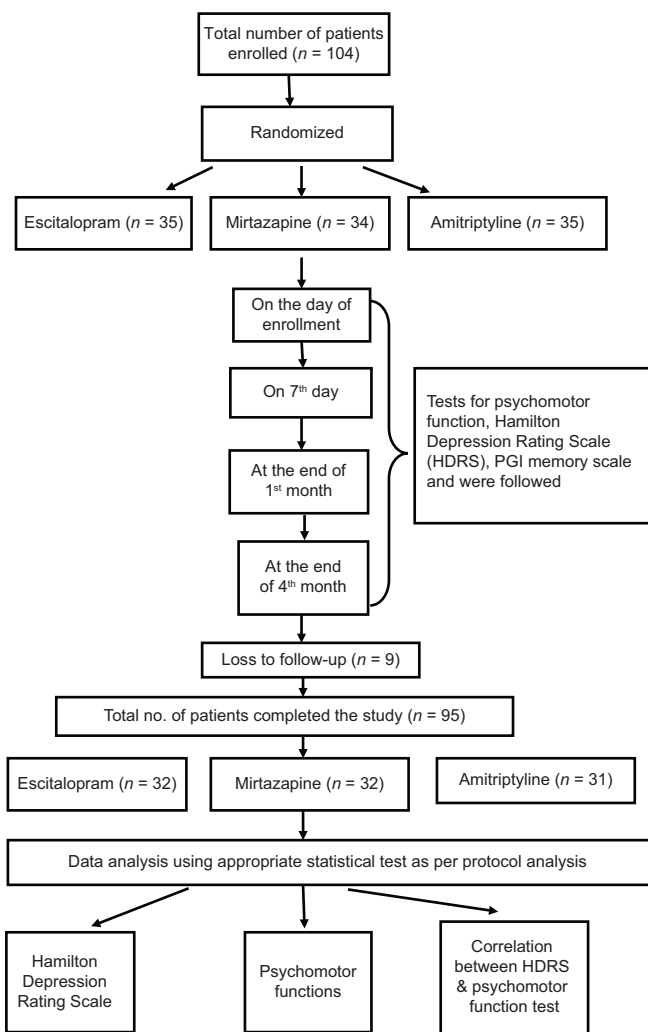 Total number of patients
enrolled (n = 104)
Randomized
Escitalopram (n = 35)
Mirtazapine (n = 34)
Amitriptyline (n = 35)
On the day of
enrollment
On 7th day
At the end of
1st month
At the end
of 4th month
Tests for psychomotor
function, Hamilton
Depression Rating Scale
(HDRS), PGI memory scale
and were followed
Loss to follow-up (n = 9)
Total no. of patients completed the study (n = 95)
Escitalopram (n = 32)
Mirtazapine (n = 32)
Amitriptyline (n = 31)
Data analysis using appropriate statistical test as per protocol analysis
Hamilton
Depression
Rating Scale
Psychomotor
functions
Correlation
between HDRS
& psychomotor
function test